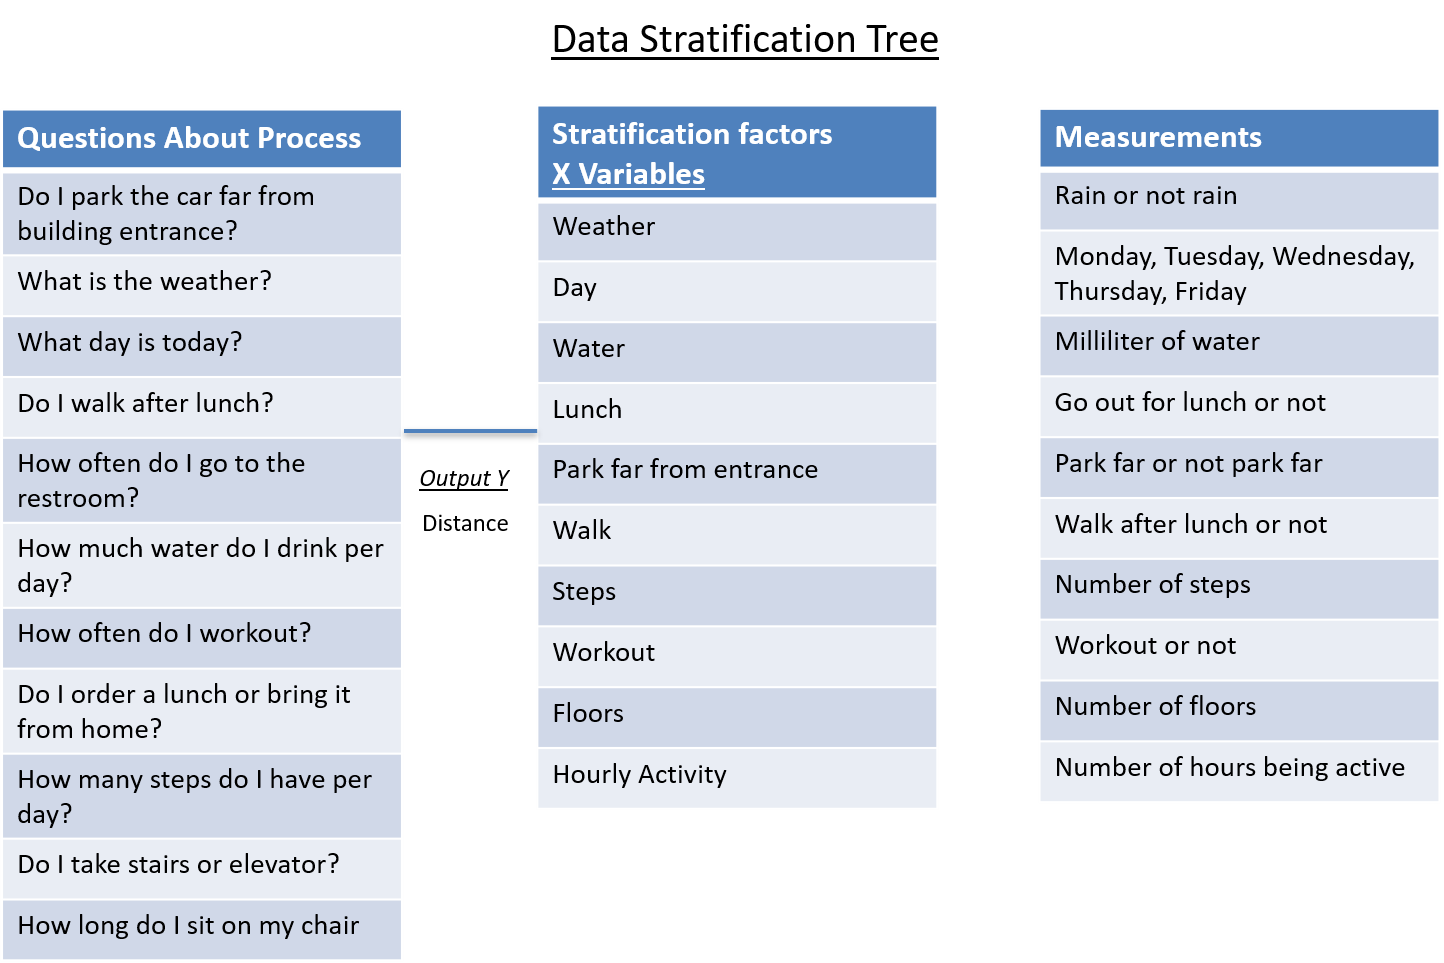 Data Stratification Tree
Questions About Process
Do I park the car far from
building entrance?
What is the weather?
What day is today?
Do I walk after lunch?
How often do I go to the
restroom?
How much water do I drink per
day?
How often do I workout?
Do I order a lunch or bring it
from home?
How many steps do I have per
day?
Do I take stairs or elevator?
How long do I sit on my chair
Output Y
Distance
Stratification factors
X Variables
Weather
Day
Water
Lunch
Park far from entrance
Walk
Steps
Workout
Floors
Hourly Activity
Measurements
Rain or not rain
Monday, Tuesday, Wednesday,
Thursday, Friday
Milliliter of water
Go out for lunch or not
Park far or not park far
Walk after lunch or not
Number of steps
Workout or not
Number of floors
Number of hours being active